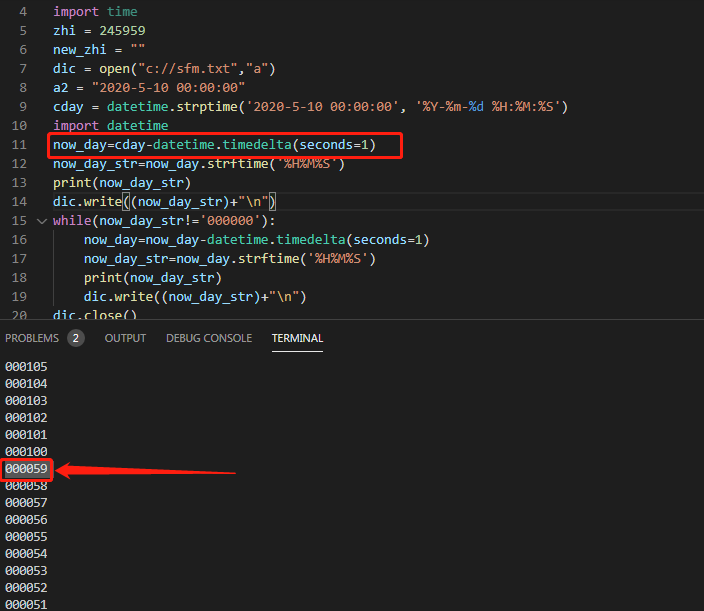 4 import time
5 zhi = 245959
6 new_zhi = ""
7 dic = open("c://sfm.txt","a")
8 a2 = "2020-5-10 00:00:00"
9 cday = datetime.strptime('2020-5-10 00:00:00', '%Y-%m-%d %H:%M:%S')
10 import datetime
11 now_day=cday-datetime.timedelta(seconds=1)
12 now_day_str=now_day.strftime('%H%M%S')
13 print(now_day_str)
14 dic.write((now_day_str)+"\n")
15 while(now_day_str!='000000'):
16 now_day=now_day-datetime.timedelta(seconds=1)
17 now_day_str=now_day.strftime('%H%M%S')
18 print(now_day_str)
19 dic.write((now_day_str)+"\n")
20 dic.close()
PROBLEMS 2 OUTPUT DEBUG CONSOLE TERMINAL
000105
000104
000103
000102
000101
000100
000059
000058
000057
000056
000055
000054
000053
000052
000051